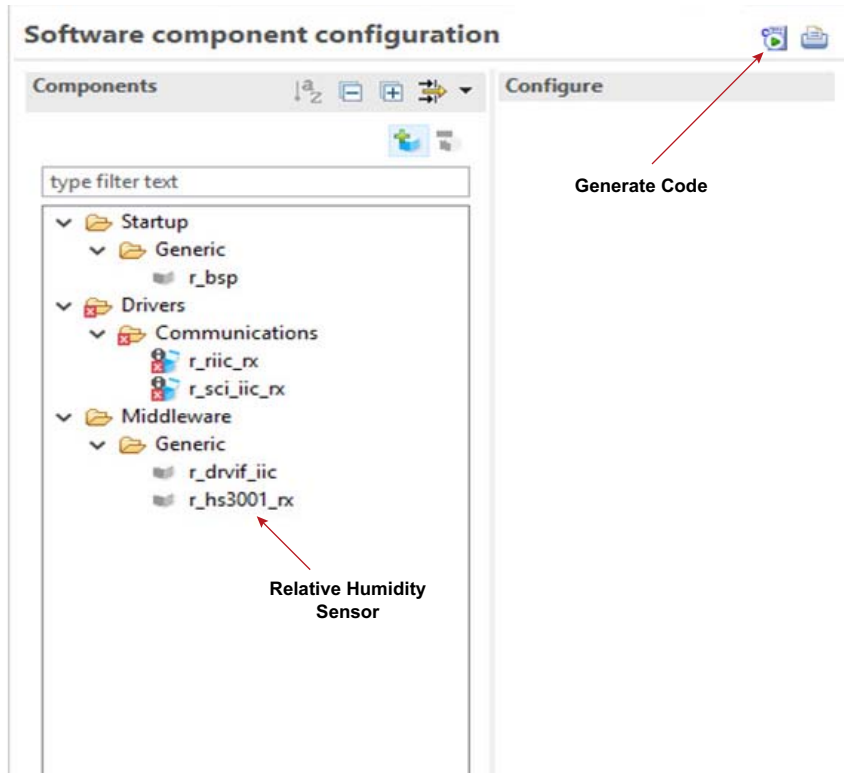 Software component configuration
Components
Configure
type filter text
Generate Code
Startup
Generic
r_bsp
Drivers
Communications
r_riic_rx
r_sci_iic_rx
Middleware
Generic
r_drvif_iic
r_hs3001_rx
Relative Humidity
Sensor